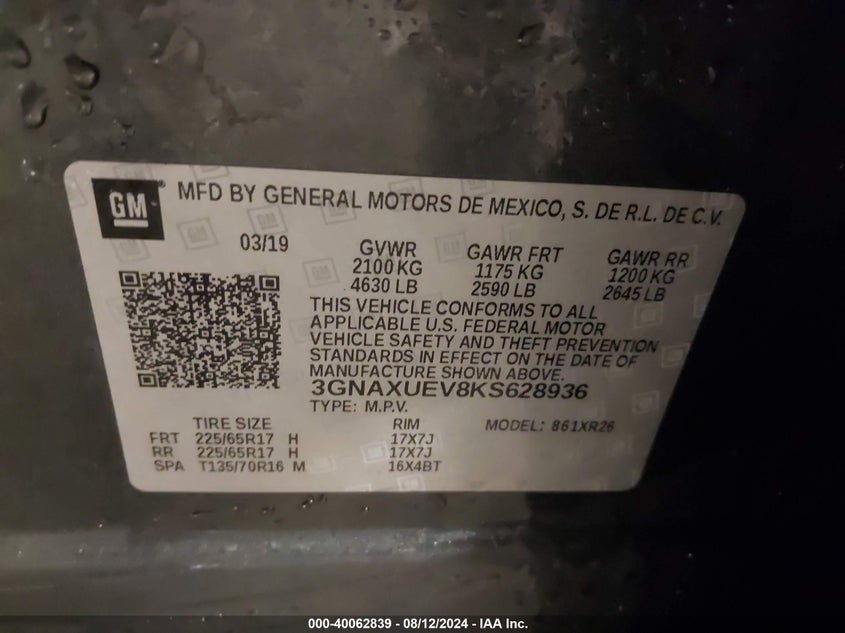 GM ® MFD BY GENERAL MOTORS DE MEXICO, S. DE R.L. DE C.V.
03/19 GVWR GAWR FRT GAWR RR
2100 KG 1175 KG 1200 KG
4630 LB 2590 LB 2645 LB
THIS VEHICLE CONFORMS TO ALL
APPLICABLE U.S. FEDERAL MOTOR
VEHICLE SAFETY AND THEFT PREVENTION
STANDARDS IN EFFECT ON THE DATE OF
MANUFACTURE SHOWN ABOVE.
3GNAXUEV8KS628936
TYPE: M.P.V.
TIRE SIZE RIM MODEL: 861XR26
FRT 225/65R17 H 17X7J
RR 225/65R17 H 17X7J
SPA T135/70R16 M 16X4BT
000-40062839 - 08/12/2024 - IAA Inc.